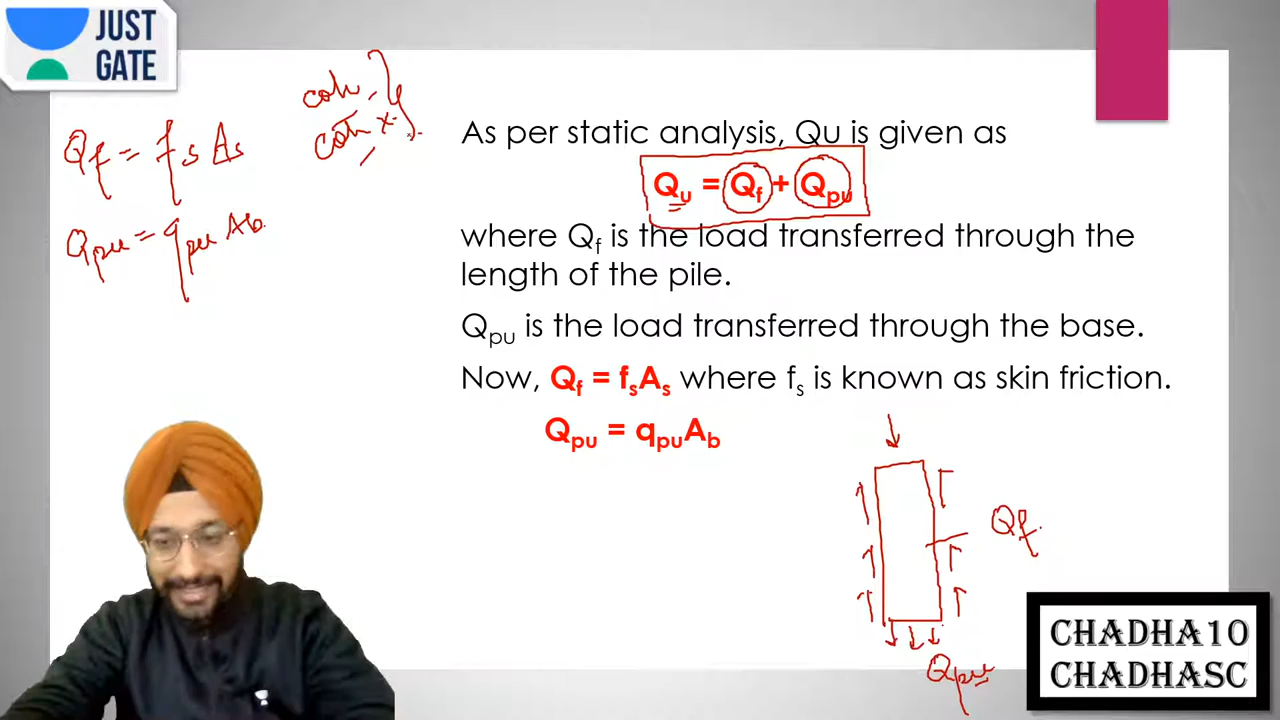 JUST
GATE
Qf = fs As
Qpu = qpu Ab
coh
coh x
As per static analysis, Qu is given as
Qu = Qf + Qpu
where Qf is the load transferred through the
length of the pile.
Qpu is the load transferred through the base.
Now, Qf = fsAs where fs is known as skin friction.
Qpu = qpuAb
Qf
Qpu
CHADHA10
CHADHASC